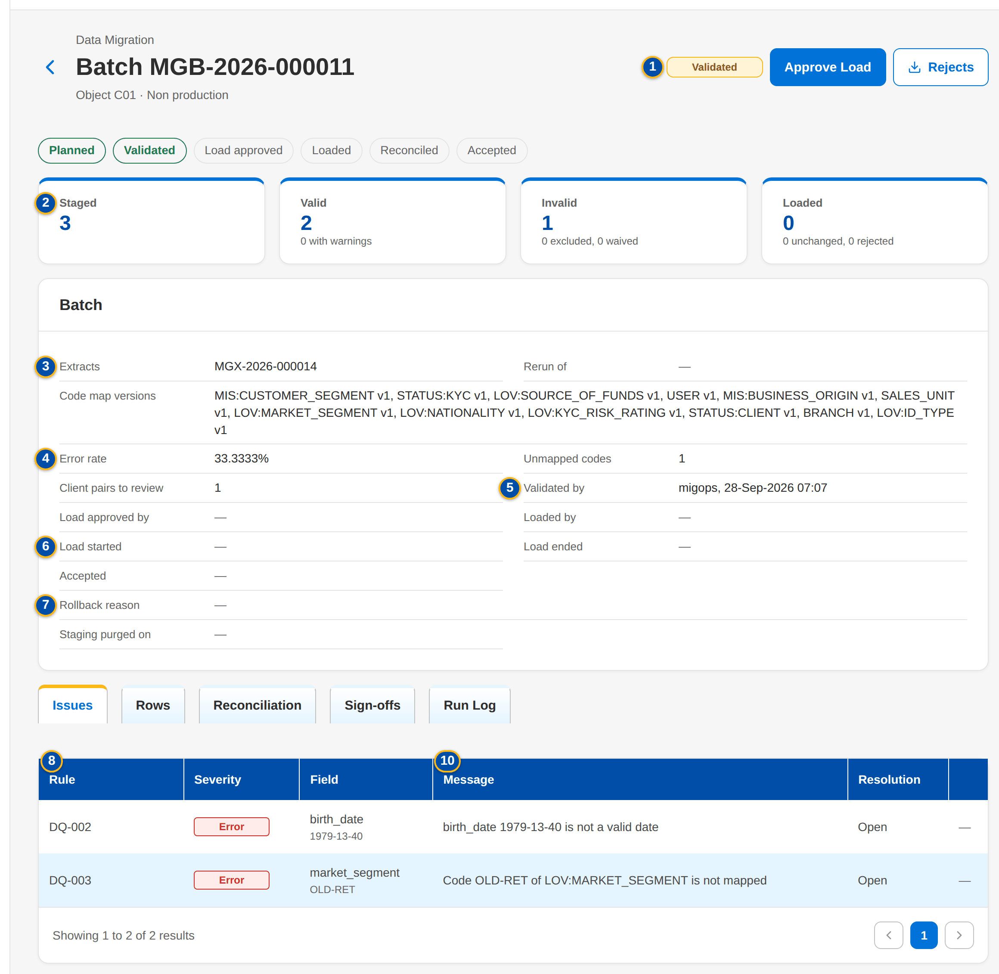 Data Migration
Batch MGB-2026-000011
Object C01 · Non production
1 Validated Approve Load Rejects
Planned Validated Load approved Loaded Reconciled Accepted
2 Staged
3
Valid
2
0 with warnings
Invalid
1
0 excluded, 0 waived
Loaded
0
0 unchanged, 0 rejected
Batch
3 Extracts MGX-2026-000014 Rerun of —
Code map versions MIS:CUSTOMER_SEGMENT v1, STATUS:KYC v1, LOV:SOURCE_OF_FUNDS v1, USER v1, MIS:BUSINESS_ORIGIN v1, SALES_UNIT
v1, LOV:MARKET_SEGMENT v1, LOV:NATIONALITY v1, LOV:KYC_RISK_RATING v1, STATUS:CLIENT v1, BRANCH v1, LOV:ID_TYPE
v1
4 Error rate 33.3333% Unmapped codes 1
Client pairs to review 1 5 Validated by migops, 28-Sep-2026 07:07
Load approved by — Loaded by —
6 Load started — Load ended —
Accepted —
7 Rollback reason —
Staging purged on —
Issues Rows Reconciliation Sign-offs Run Log
8 10
Rule Severity Field Message Resolution
DQ-002 Error birth_date birth_date 1979-13-40 is not a valid date Open —
1979-13-40
DQ-003 Error market_segment Code OLD-RET of LOV:MARKET_SEGMENT is not mapped Open —
OLD-RET
Showing 1 to 2 of 2 results 1